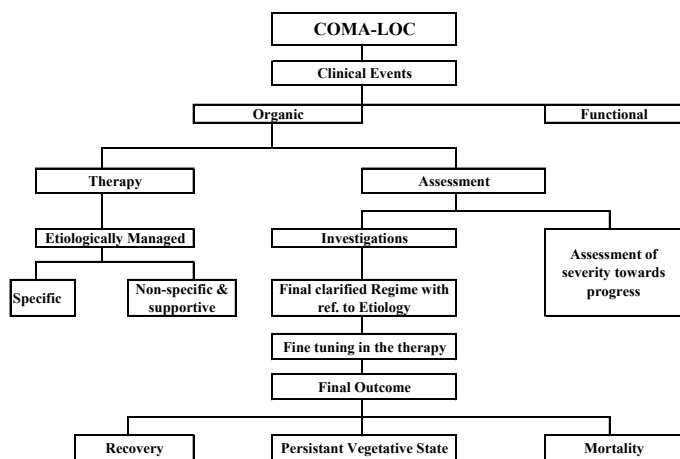 COMA-LOC
Clinical Events
Organic
Functional
Therapy
Assessment
Etiologically Managed
Investigations
Assessment of
severity towards
progress
Specific
Non-specific &
supportive
Final clarified Regime with
ref. to Etiology
Fine tuning in the therapy
Final Outcome
Recovery
Persistant Vegetative State
Mortality